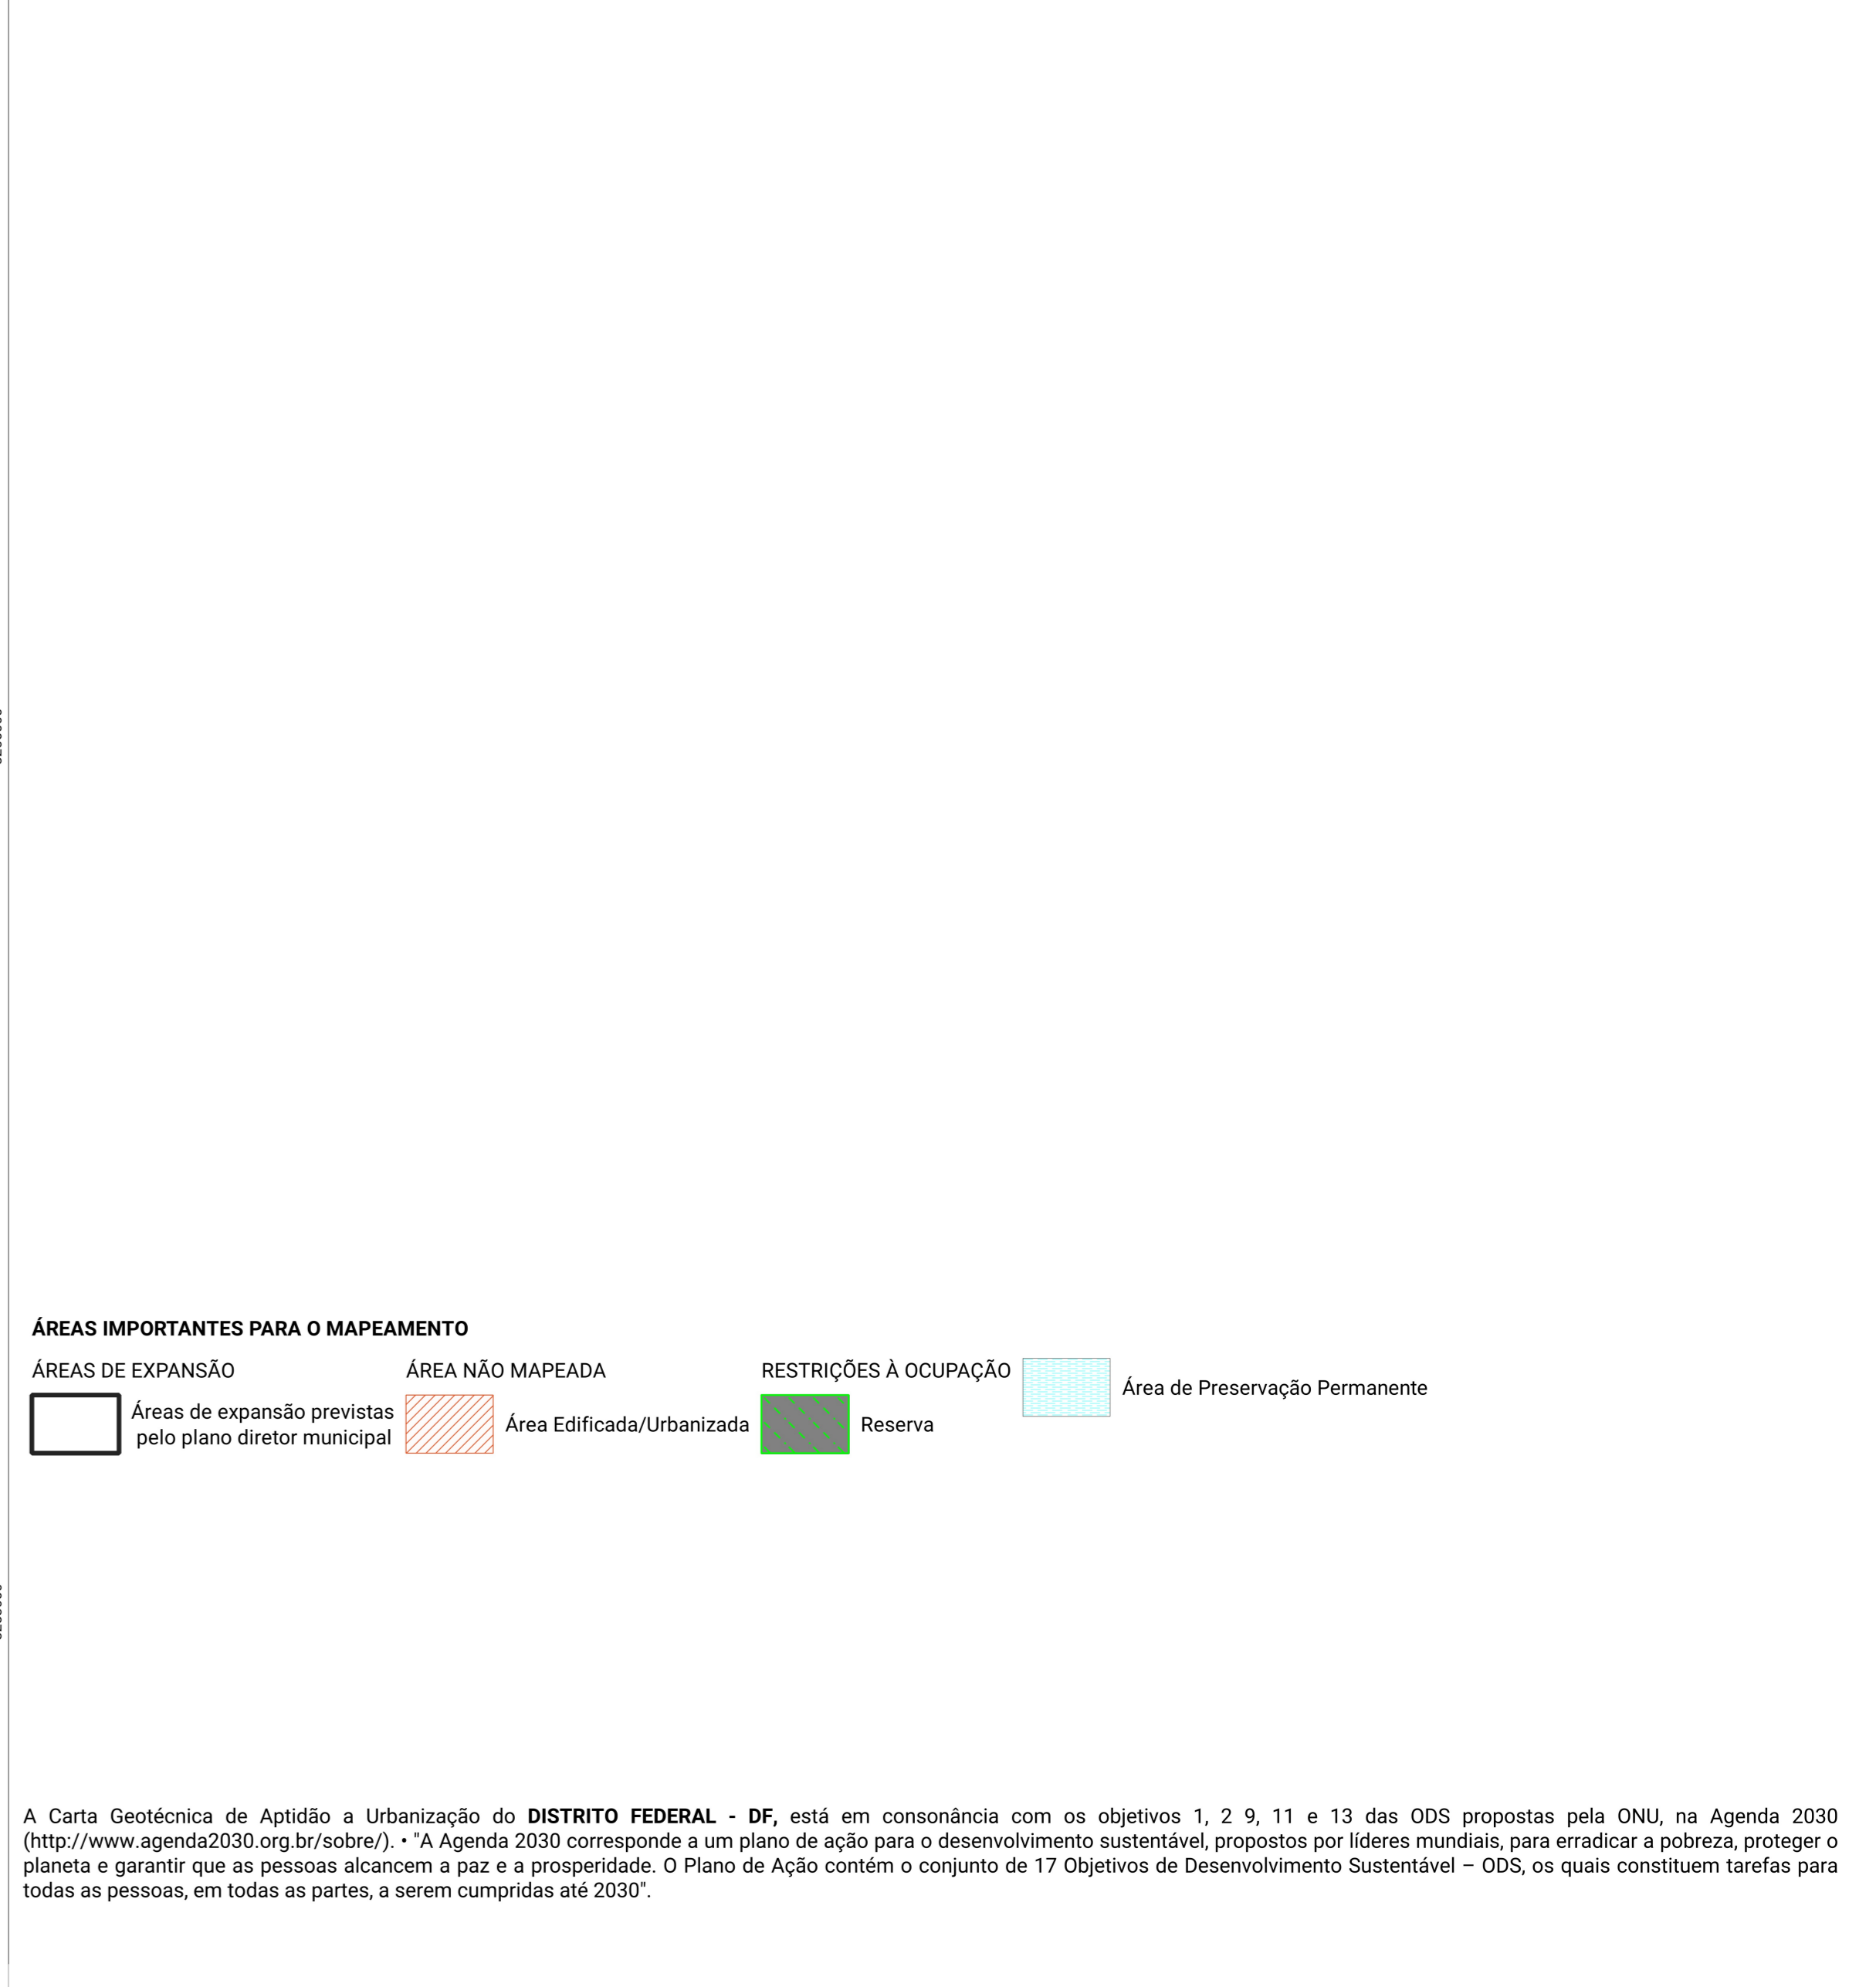 ÁREAS IMPORTANTES PARA O MAPEAMENTO
ÁREAS DE EXPANSÃO
Áreas de expansão previstas
pelo plano diretor municipal
ÁREA NÃO MAPEADA
Área Edificada/Urbanizada
RESTRIÇÕES À OCUPAÇÃO
Reserva
Área de Preservação Permanente
A Carta Geotécnica de Aptidão a Urbanização do DISTRITO FEDERAL - DF, está em consonância com os objetivos 1, 2 9, 11 e 13 das ODS propostas pela ONU, na Agenda 2030
(http://www.agenda2030.org.br/sobre/). • "A Agenda 2030 corresponde a um plano de ação para o desenvolvimento sustentável, propostos por líderes mundiais, para erradicar a pobreza, proteger o
planeta e garantir que as pessoas alcancem a paz e a prosperidade. O Plano de Ação contém o conjunto de 17 Objetivos de Desenvolvimento Sustentável – ODS, os quais constituem tarefas para
todas as pessoas, em todas as partes, a serem cumpridas até 2030".